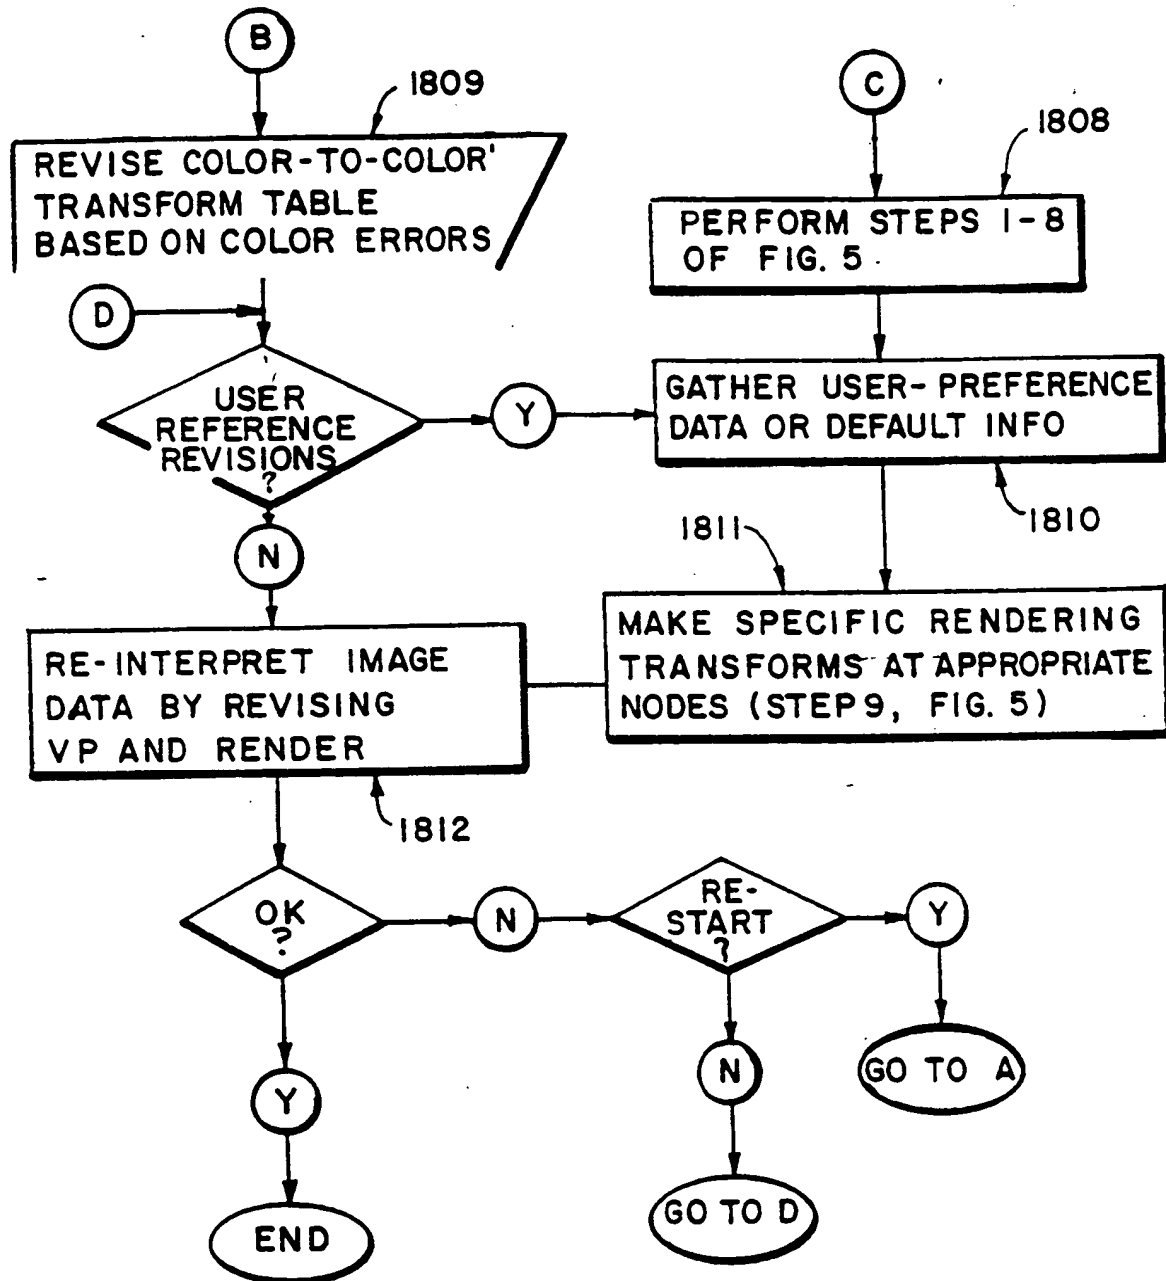 B
1809
C
1808
REVISE COLOR-TO-COLOR'
TRANSFORM TABLE
BASED ON COLOR ERRORS
PERFORM STEPS 1-8
OF FIG. 5
D
USER
REFERENCE
REVISIONS
?
Y
GATHER USER-PREFERENCE
DATA OR DEFAULT INFO
1810
1811
N
MAKE SPECIFIC RENDERING
TRANSFORMS AT APPROPRIATE
NODES (STEP 9, FIG. 5)
RE-INTERPRET IMAGE
DATA BY REVISING
VP AND RENDER
1812
OK
?
N
RE-
START
?
Y
Y
N
GO TO A
END
GO TO D